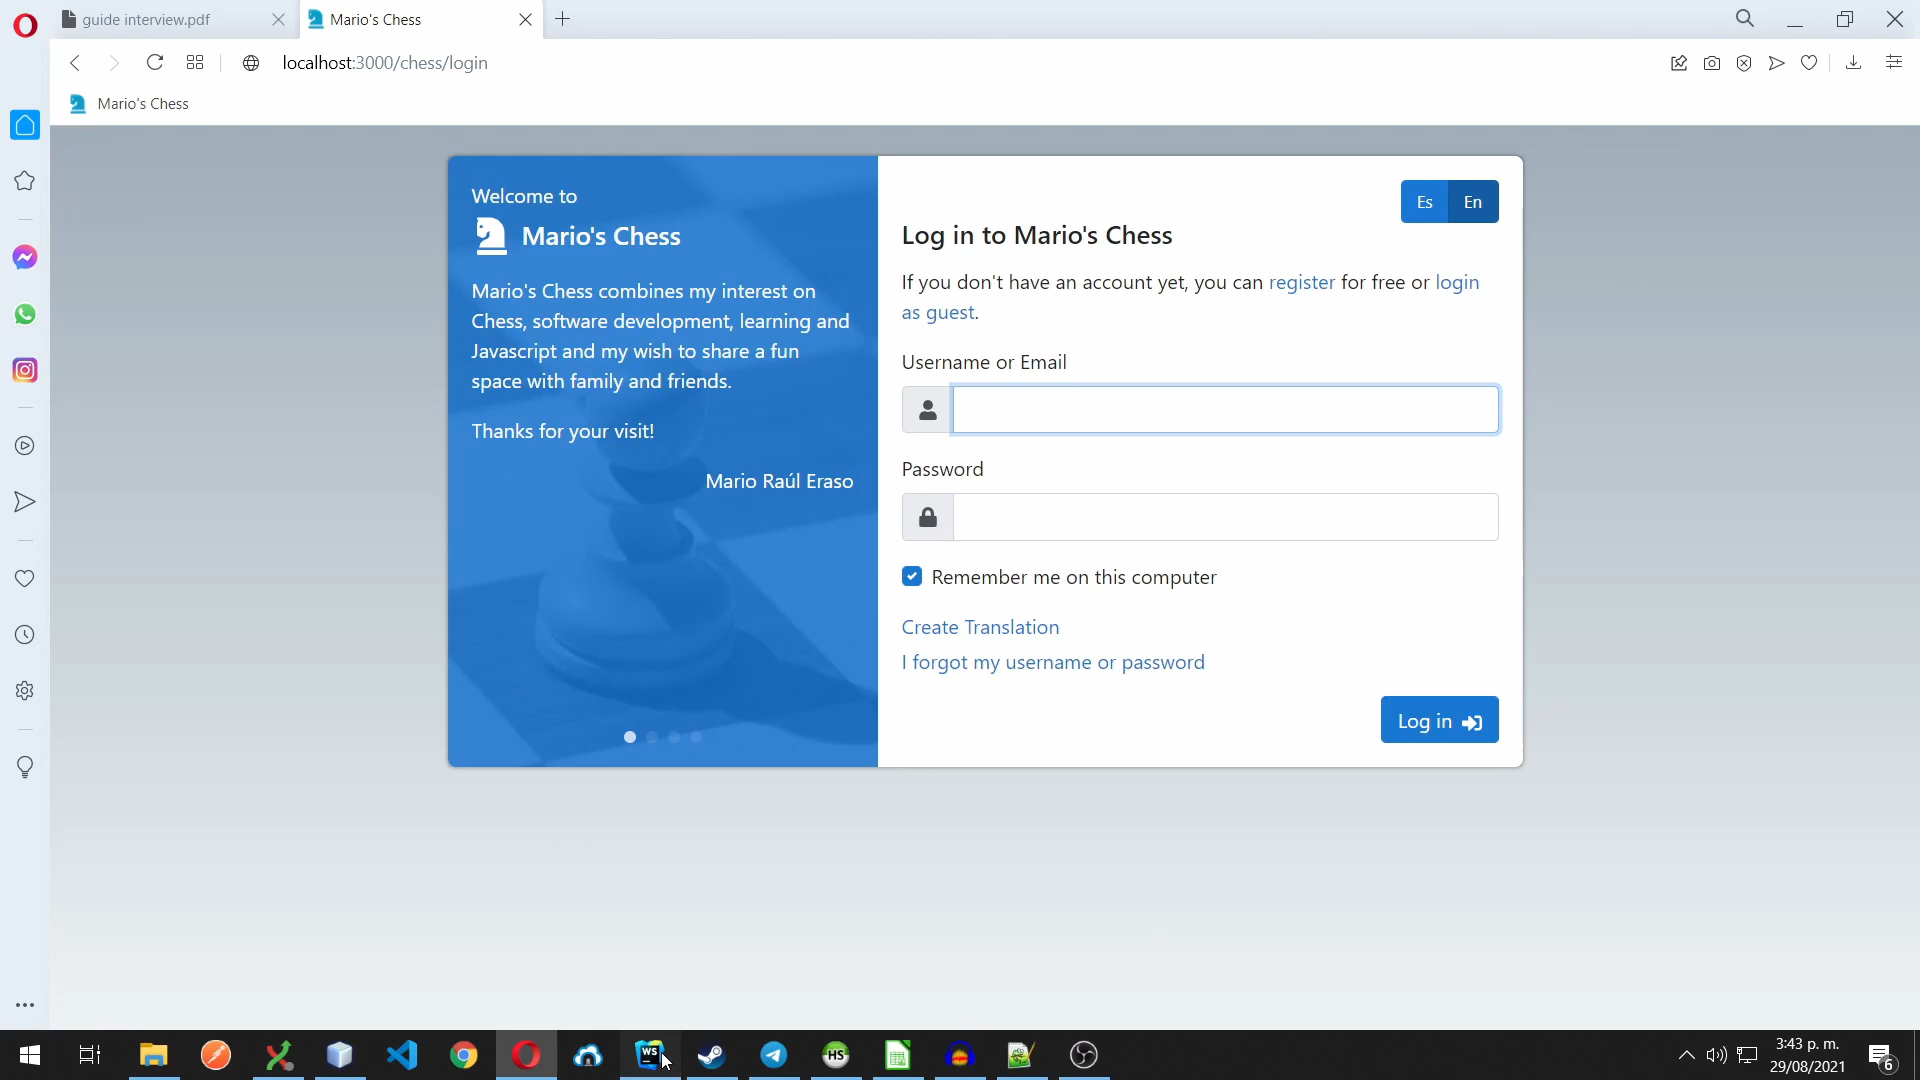 guide interview.pdf
Mario's Chess
localhost:3000/chess/login
Mario's Chess
Welcome to
Mario's Chess
Mario's Chess combines my interest on
Chess, software development, learning and
Javascript and my wish to share a fun
space with family and friends.
Thanks for your visit!
Mario Raúl Eraso
Es
En
Log in to Mario's Chess
If you don't have an account yet, you can register for free or login
as guest.
Username or Email
Password
Remember me on this computer
Create Translation
I forgot my username or password
Log in
WS
HS
3:43 p. m.
29/08/2021
6